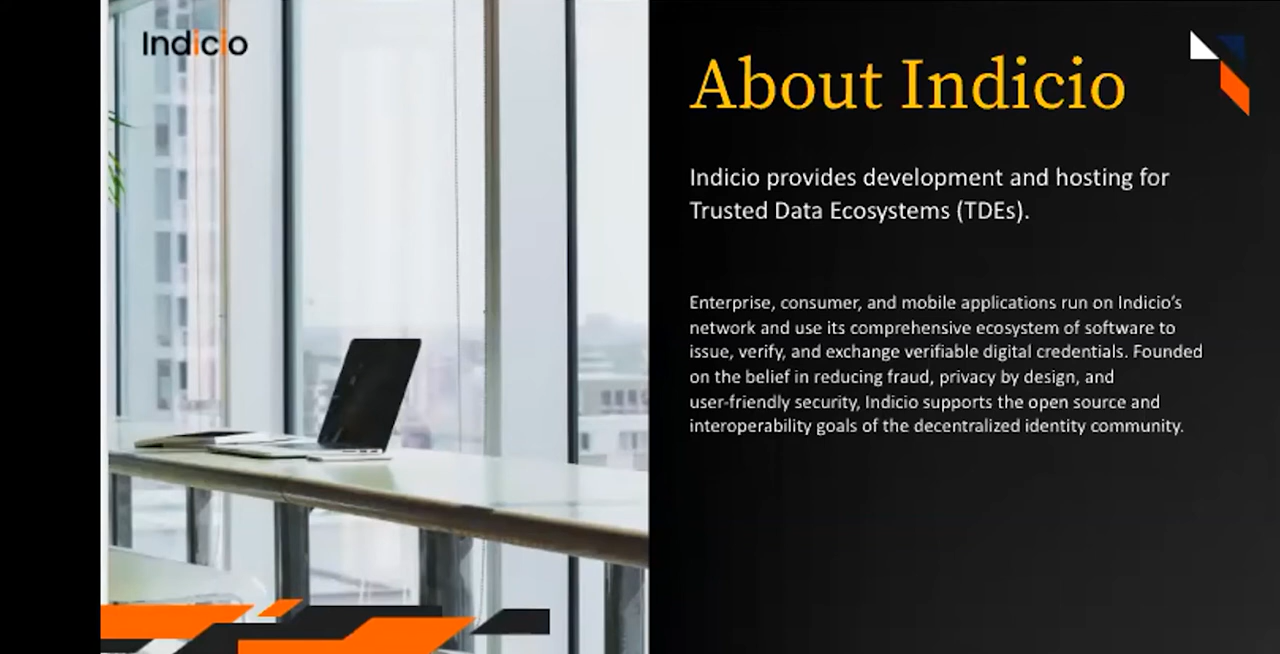 Indicio
About Indicio
Indicio provides development and hosting for
Trusted Data Ecosystems (TDEs).
Enterprise, consumer, and mobile applications run on Indicio’s
network and use its comprehensive ecosystem of software to
issue, verify, and exchange verifiable digital credentials. Founded
on the belief in reducing fraud, privacy by design, and
user-friendly security, Indicio supports the open source and
interoperability goals of the decentralized identity community.